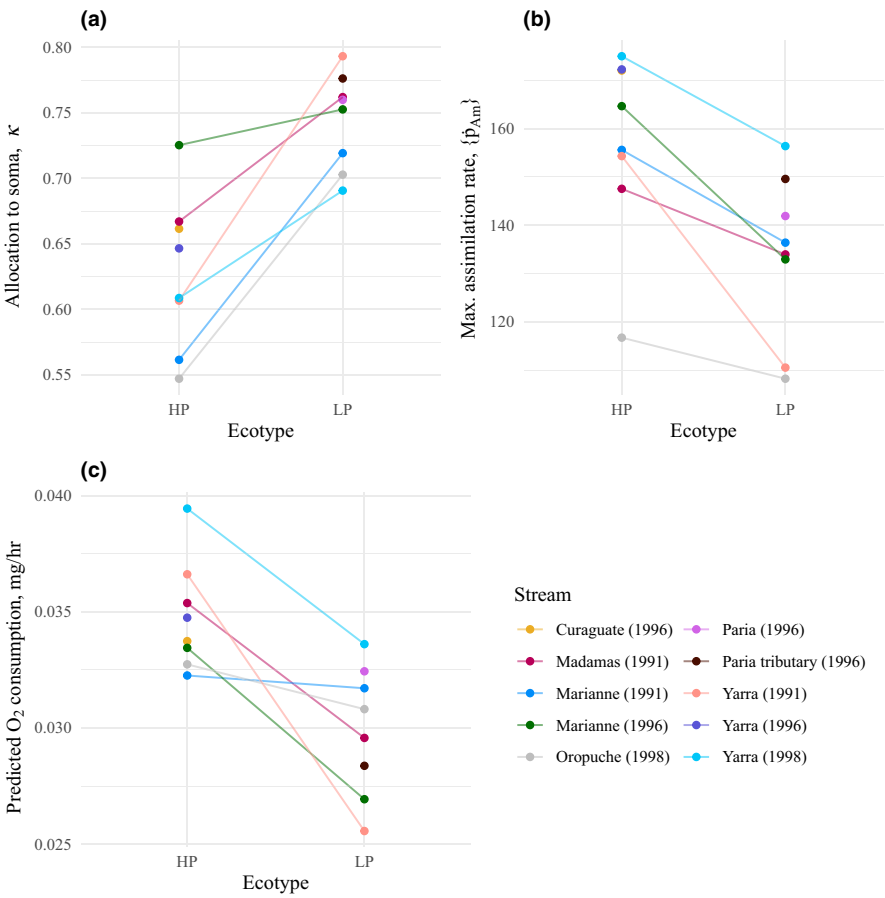 (a)
Allocation to soma, κ
0.80
0.75
0.70
0.65
0.60
0.55
HP
LP
Ecotype
(b)
Max. assimilation rate, {ṗ_Am}
160
140
120
HP
LP
Ecotype
(c)
Predicted O₂ consumption, mg/hr
0.040
0.035
0.030
0.025
HP
LP
Ecotype
Stream
Curaguate (1996)
Madamas (1991)
Marianne (1991)
Marianne (1996)
Oropuche (1998)
Paria (1996)
Paria tributary (1996)
Yarra (1991)
Yarra (1996)
Yarra (1998)